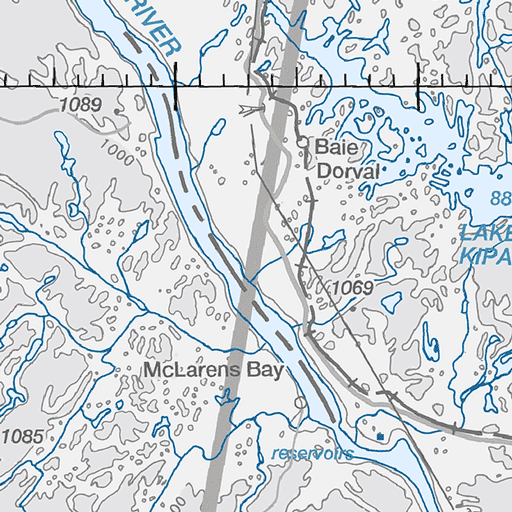 RIVER
1089
1000
Baie
Dorval
88
LAKE
KIPA
1069
McLarens Bay
1085
reservoirs